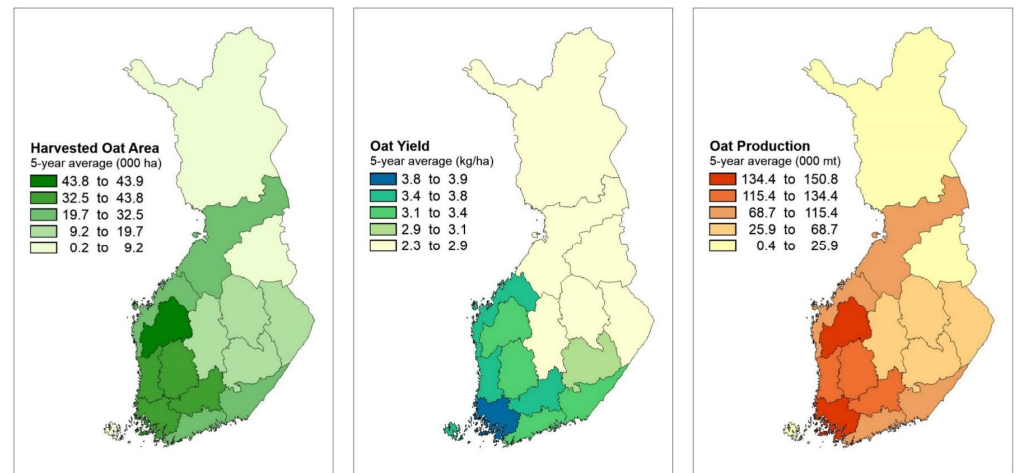 Harvested Oat Area
5-year average (000 ha)
43.8 to 43.9
32.5 to 43.8
19.7 to 32.5
9.2 to 19.7
0.2 to 9.2
Oat Yield
5-year average (kg/ha)
3.8 to 3.9
3.4 to 3.8
3.1 to 3.4
2.9 to 3.1
2.3 to 2.9
Oat Production
5-year average (000 mt)
134.4 to 150.8
115.4 to 134.4
68.7 to 115.4
25.9 to 68.7
0.4 to 25.9